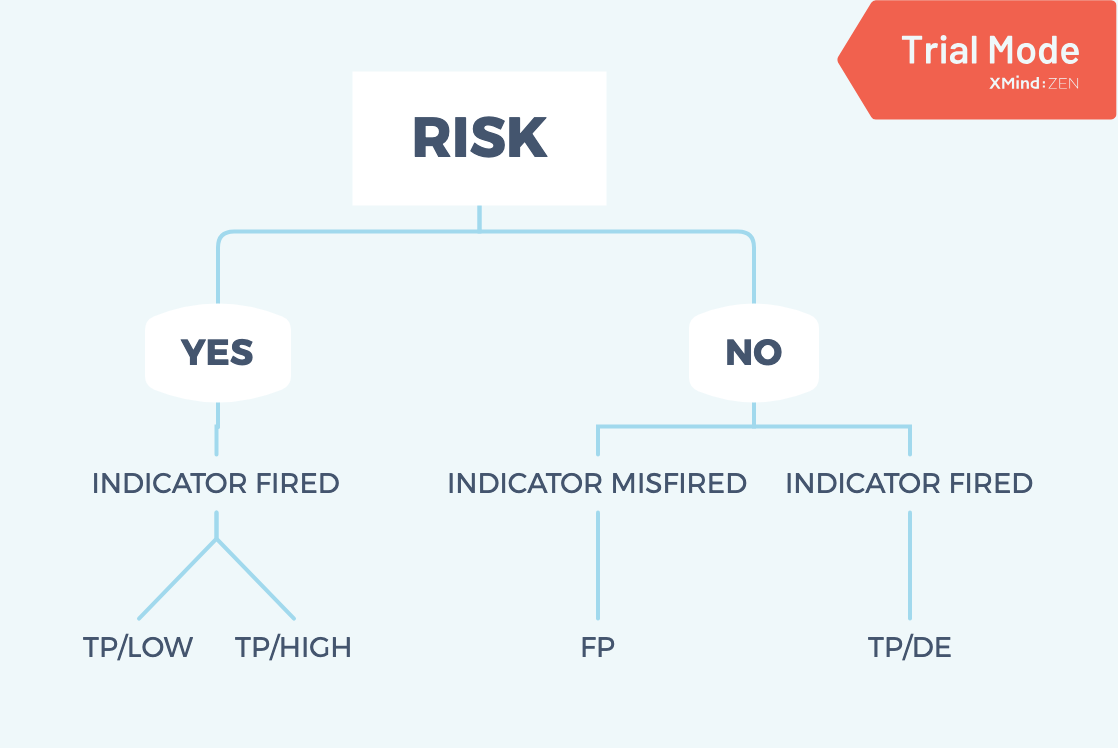 Trial Mode
XMind:ZEN
RISK
YES
NO
INDICATOR FIRED
INDICATOR MISFIRED
INDICATOR FIRED
TP/LOW
TP/HIGH
FP
TP/DE